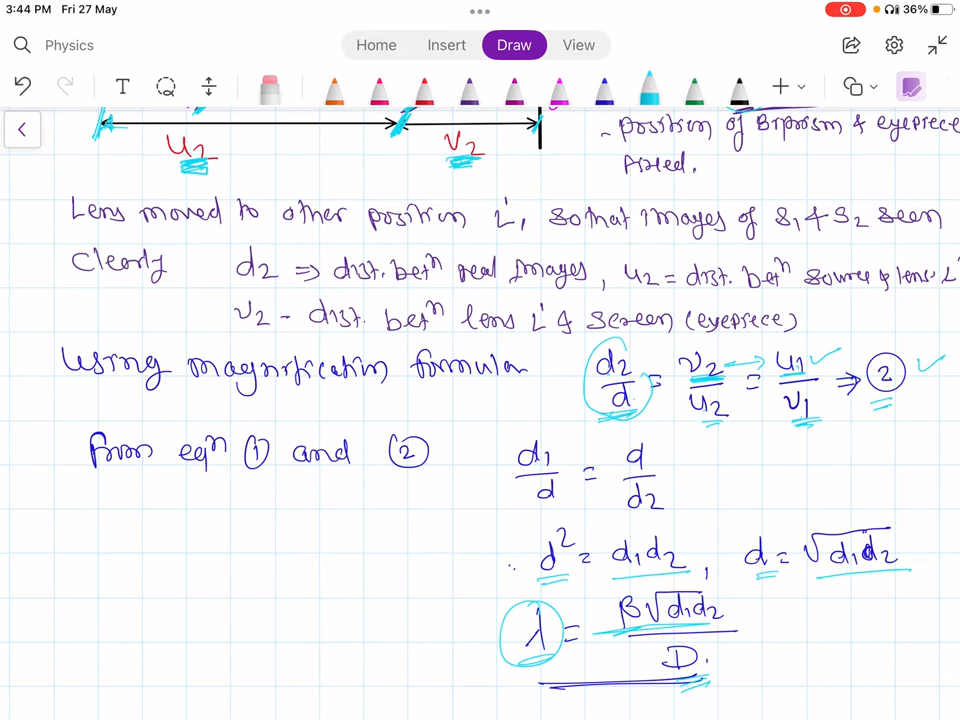 3:44 PM Fri 27 May
36%
Physics
Home Insert Draw View
T
u2 v2
- position of Biprism & eyepiece fixed.
Lens moved to other position L', so that images of S1 & S2 seen
Clearly d2 ⇒ dist. betn real images, u2 = dist. betn source & lens L'
v2 - dist. betn lens L' & screen (eyepiece)
Using magnification formula d2/d = v2/u2 = u1/v1 ⇒ ②
from eqn ① and ② d1/d = d/d2
∴ d² = d1d2, d = √d1d2
λ = β√d1d2 / D.